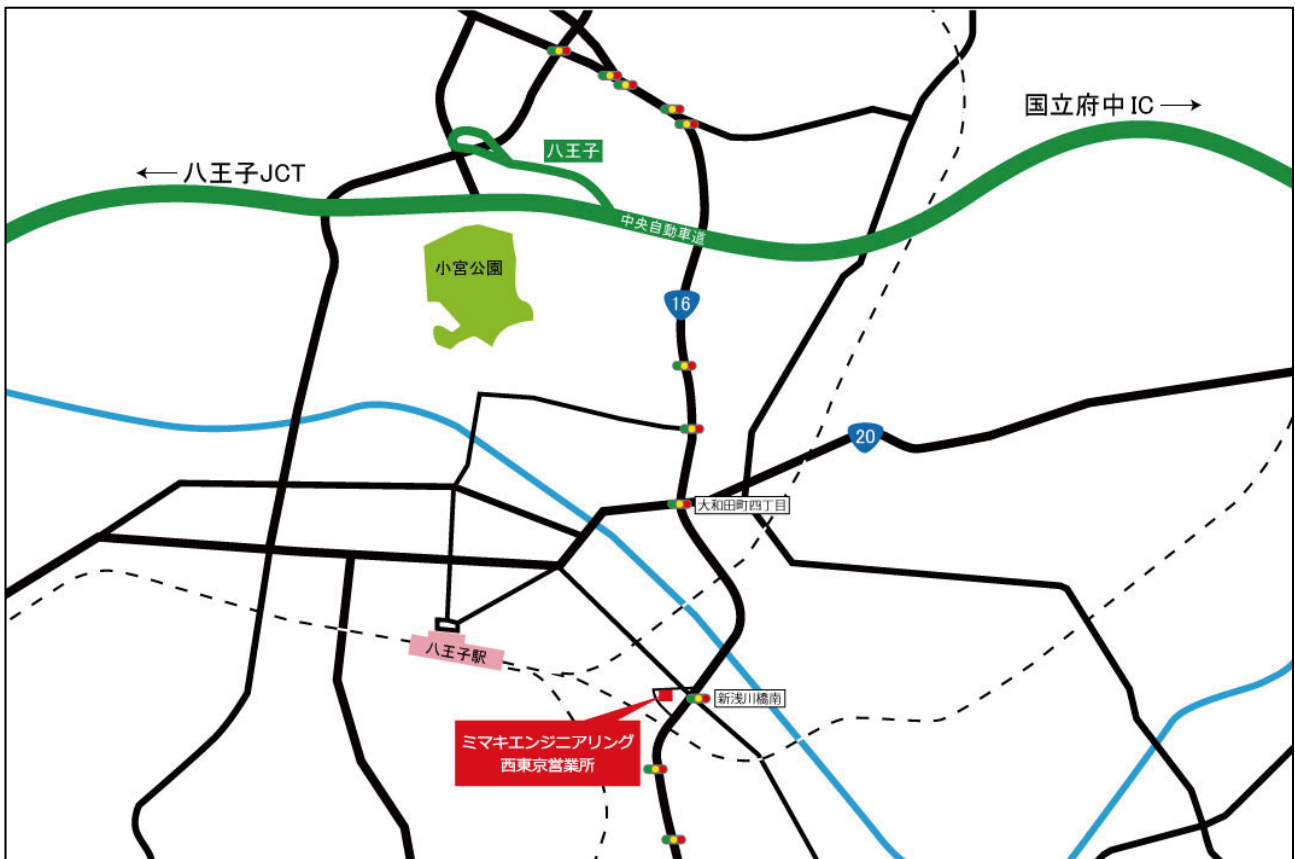 国立府中IC→
八王子
←八王子JCT
中央自動車道
小宮公園
16
20
大和田町四丁目
八王子駅
新浅川橋南
ミマキエンジニアリング
西東京営業所